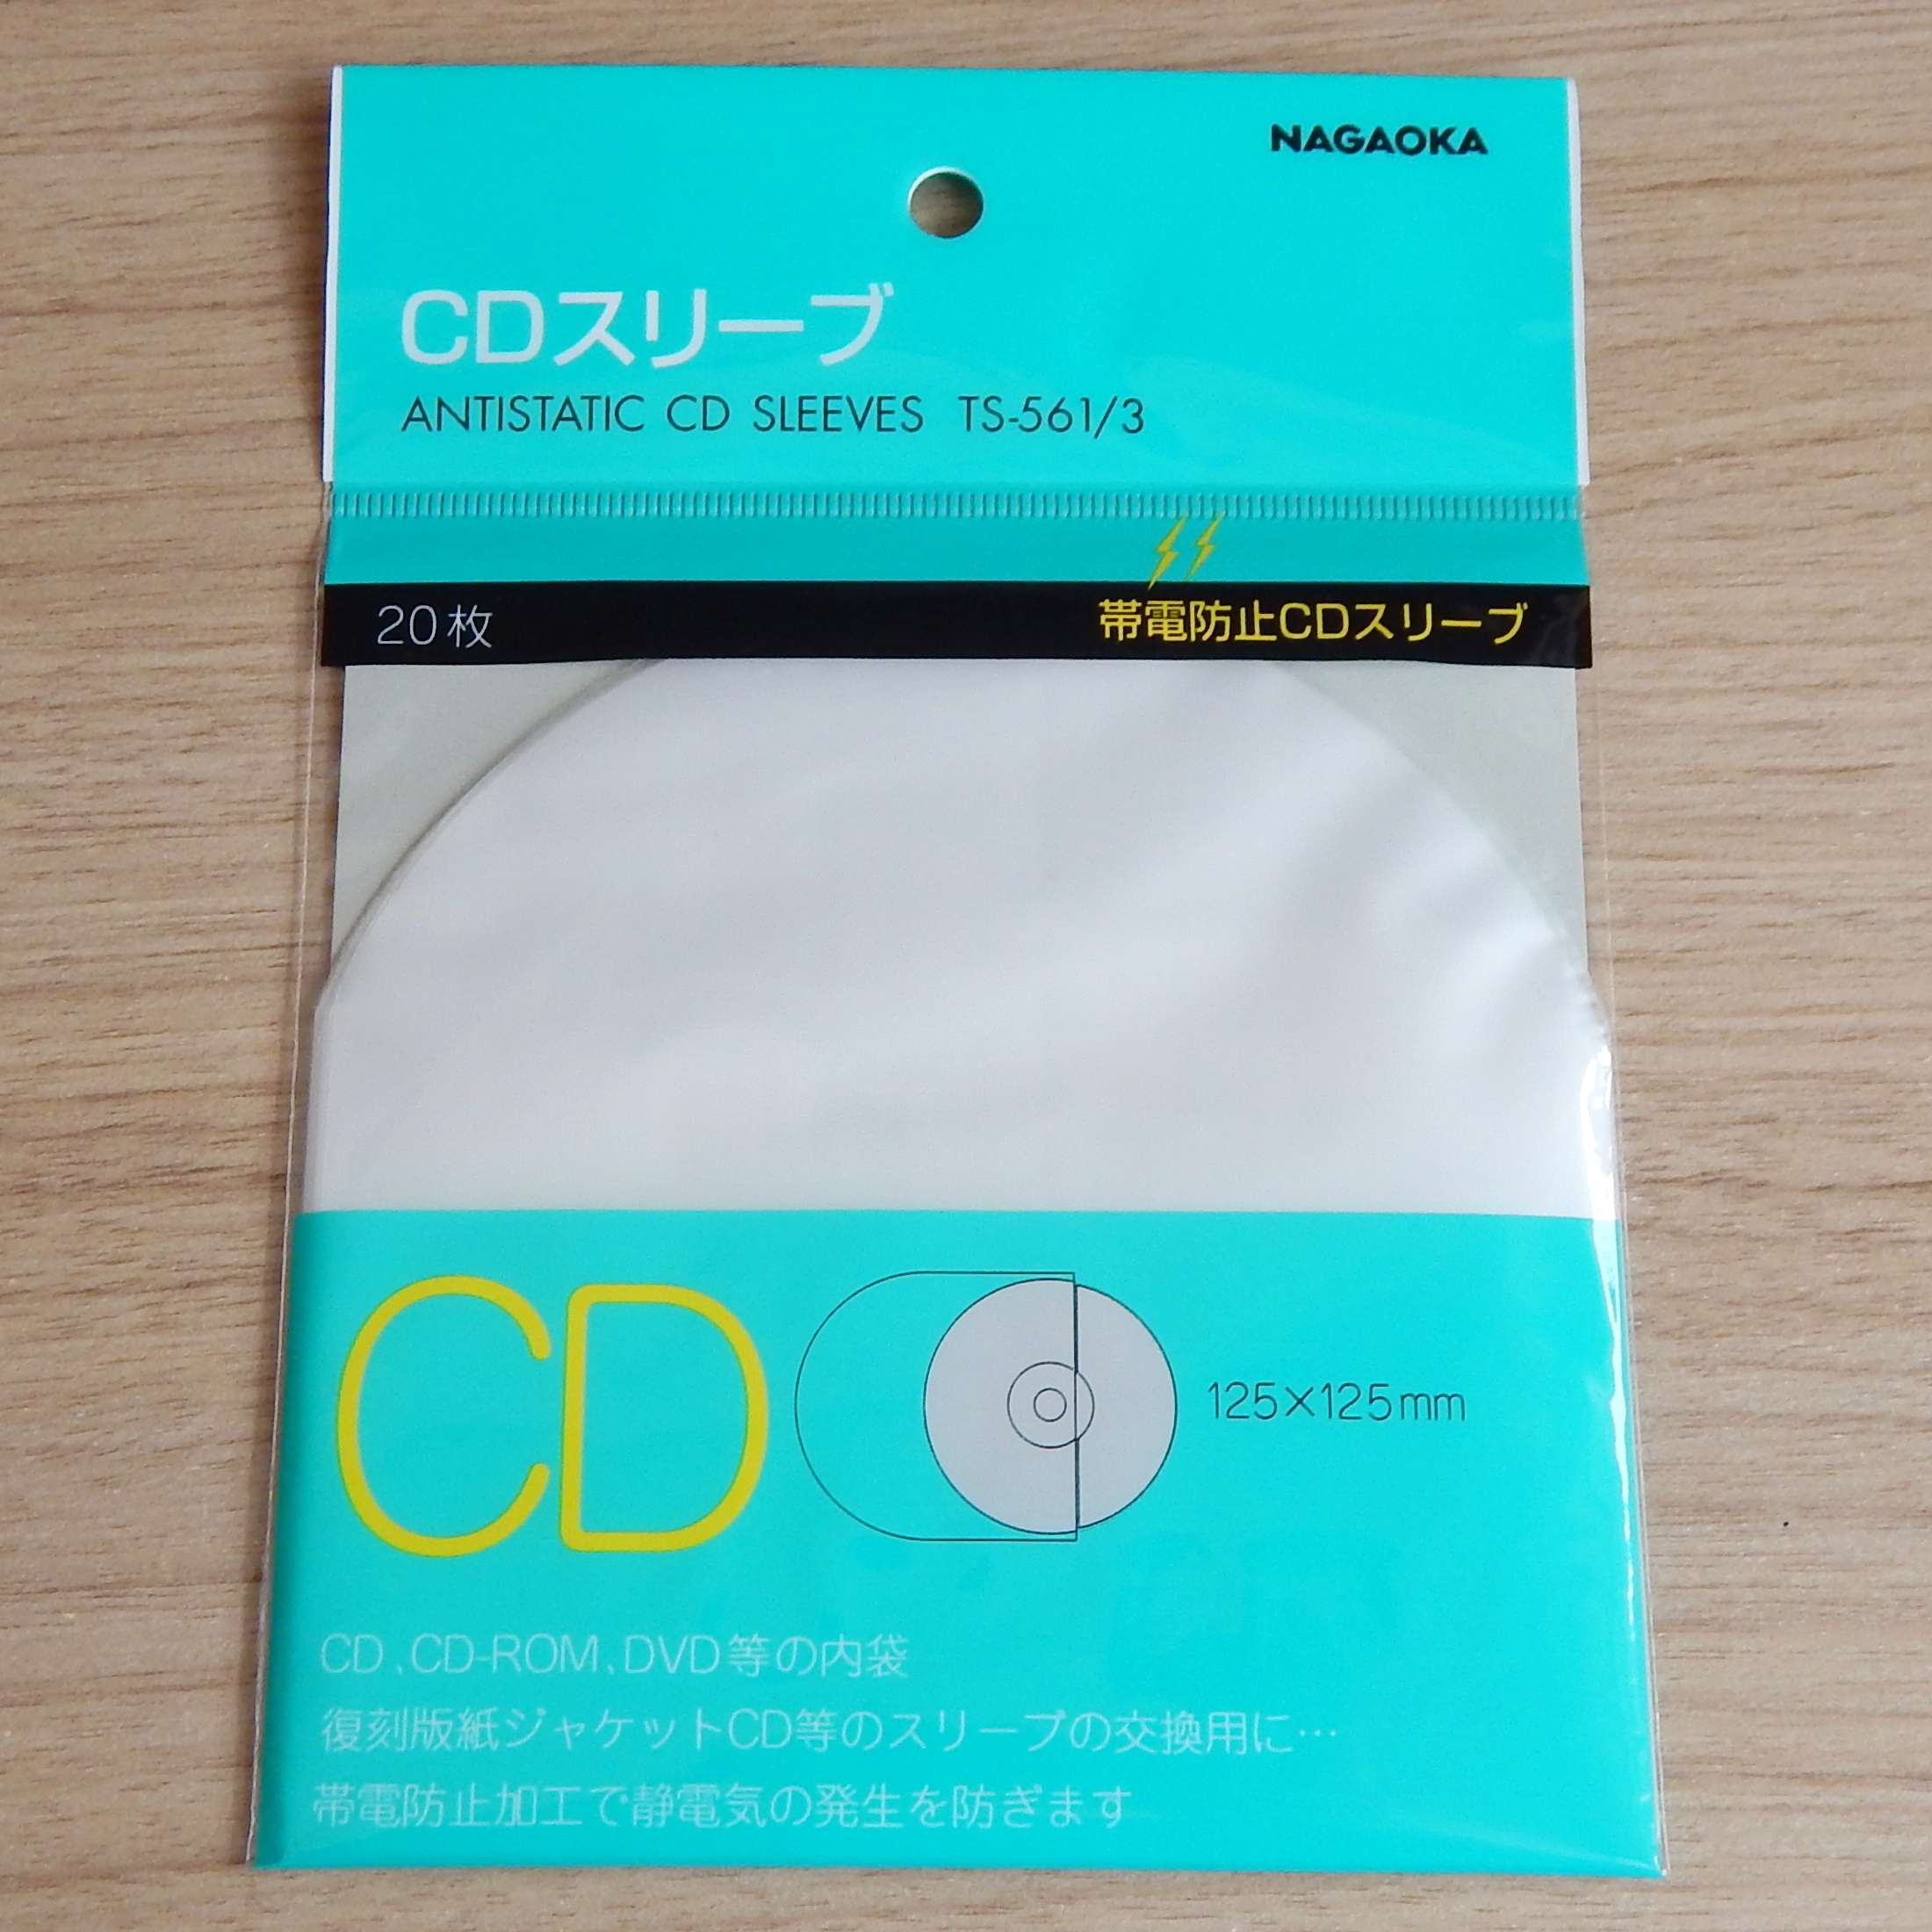 NAGAOKA
CDスリーブ
ANTISTATIC CD SLEEVES TS-561/3
20枚
帯電防止CDスリーブ
CD
125×125mm
CD、CD-ROM、DVD等の内袋
復刻版紙ジャケットCD等のスリーブの交換用に…
帯電防止加工で静電気の発生を防ぎます